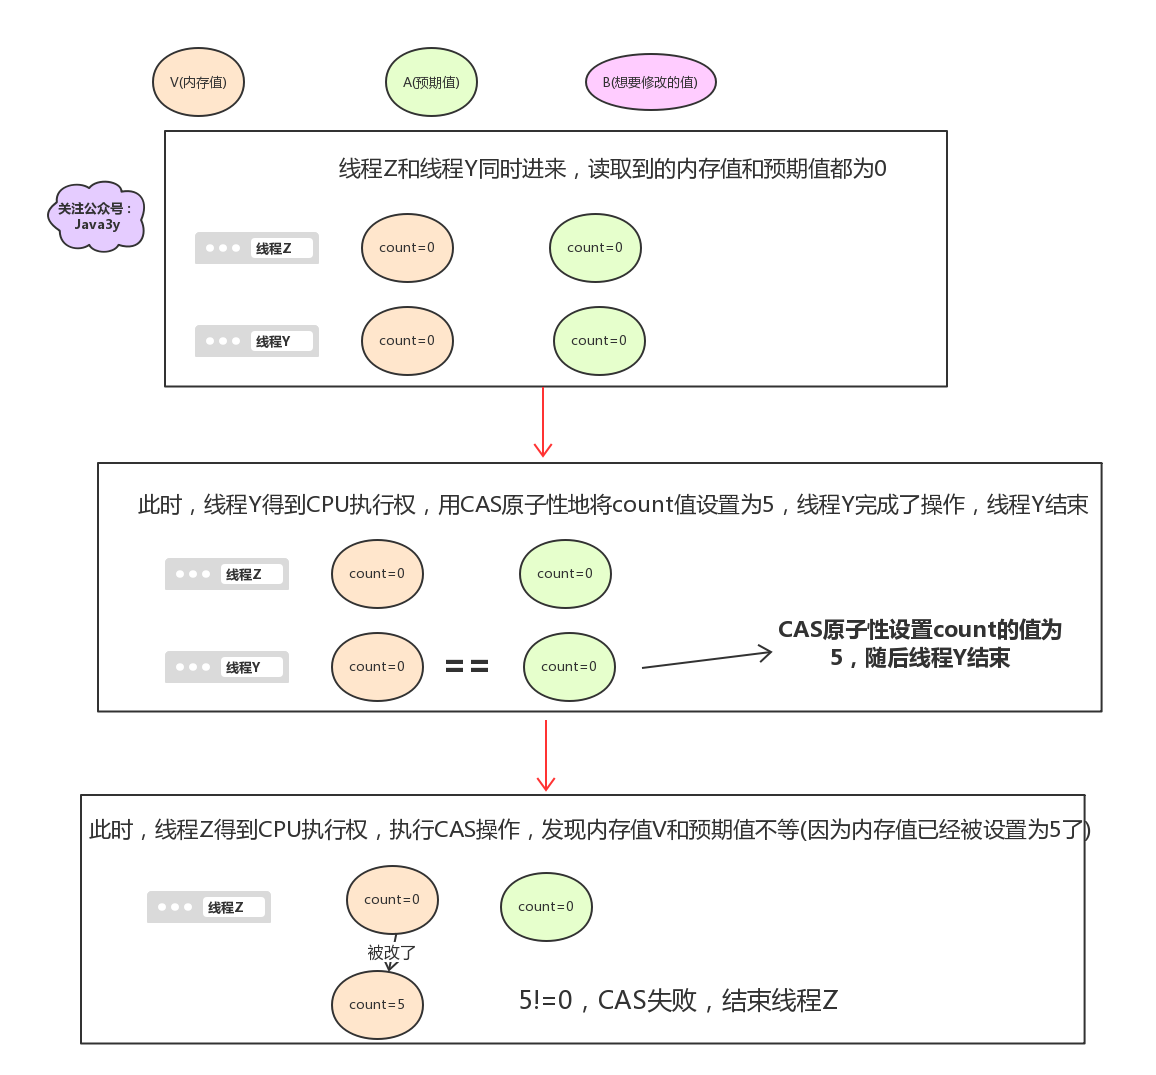 V(内存值)
A(预期值)
B(想要修改的值)
线程Z和线程Y同时进来，读取到的内存值和预期值都为0
关注公众号：
Java3y
线程Z
count=0
count=0
线程Y
count=0
count=0
此时，线程Y得到CPU执行权，用CAS原子性地将count值设置为5，线程Y完成了操作，线程Y结束
线程Z
count=0
count=0
线程Y
count=0
==
count=0
CAS原子性设置count的值为
5，随后线程Y结束
此时，线程Z得到CPU执行权，执行CAS操作，发现内存值V和预期值不等(因为内存值已经被设置为5了)
线程Z
count=0
count=0
被改了
count=5
5!=0，CAS失败，结束线程Z